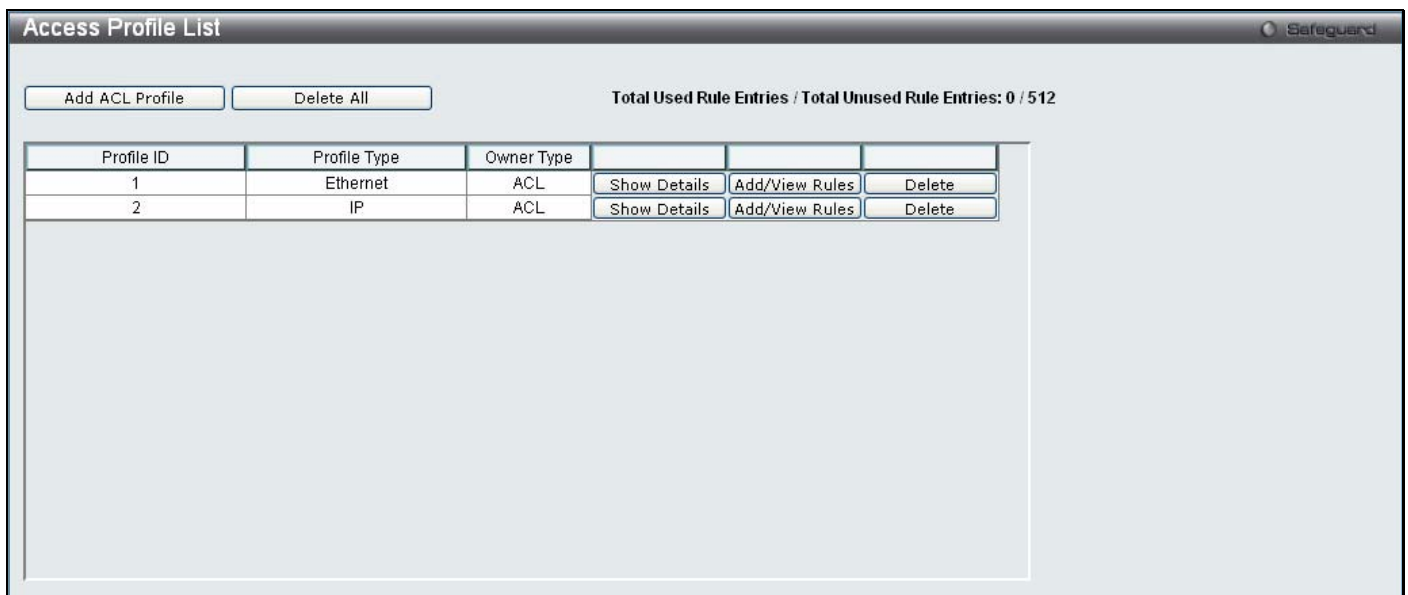 Access Profile List
Safeguard
Add ACL Profile Delete All Total Used Rule Entries / Total Unused Rule Entries: 0 / 512
Profile ID Profile Type Owner Type
1 Ethernet ACL Show Details Add/View Rules Delete
2 IP ACL Show Details Add/View Rules Delete